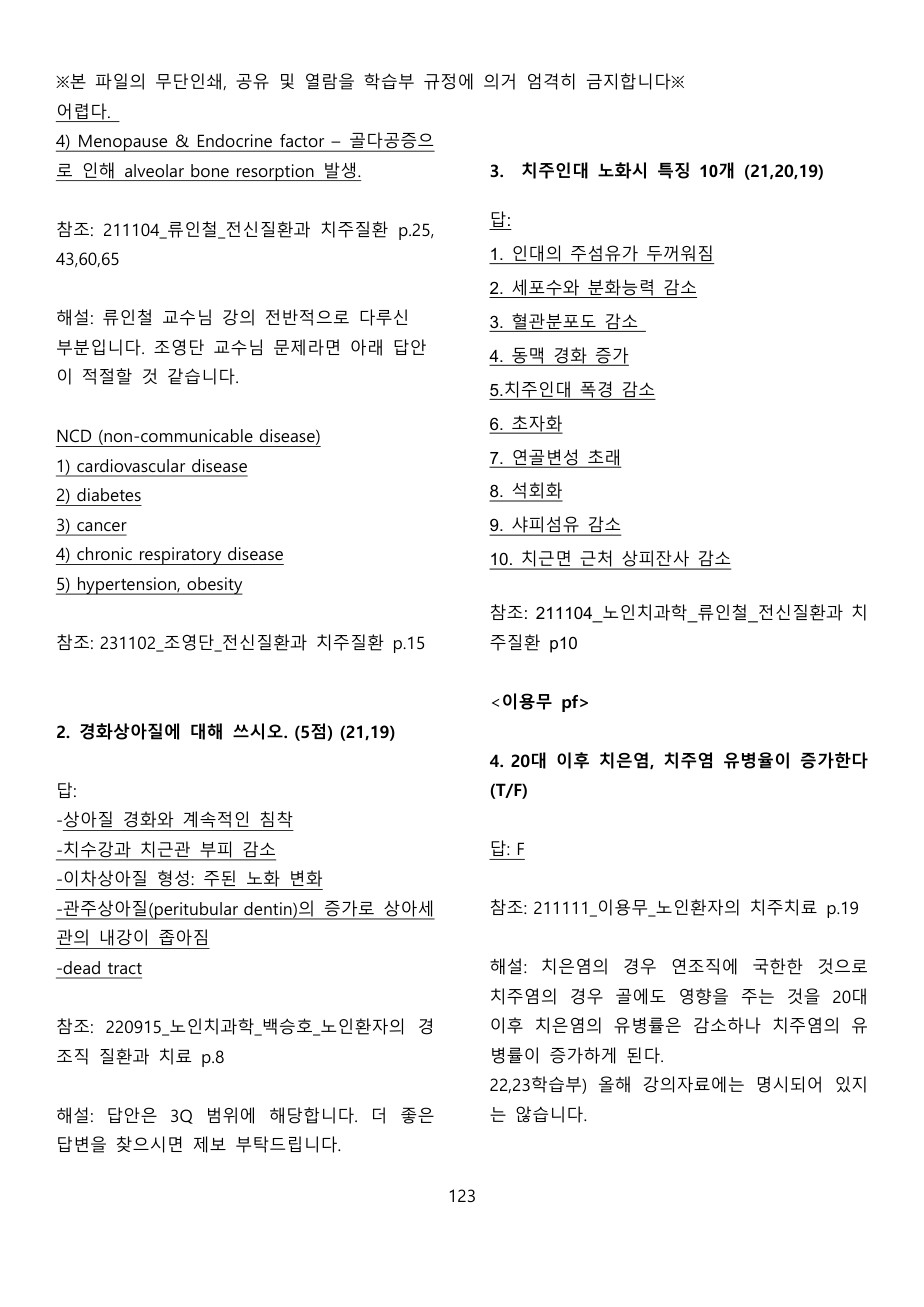 ※본 파일의 무단인쇄, 공유 및 열람을 학습부 규정에 의거 엄격히 금지합니다※
어렵다.
4) Menopause & Endocrine factor – 골다공증으
로 인해 alveolar bone resorption 발생.
참조: 211104_류인철_전신질환과 치주질환 p.25,
43,60,65
해설: 류인철 교수님 강의 전반적으로 다루신
부분입니다. 조영단 교수님 문제라면 아래 답안
이 적절할 것 같습니다.
NCD (non-communicable disease)
1) cardiovascular disease
2) diabetes
3) cancer
4) chronic respiratory disease
5) hypertension, obesity
참조: 231102_조영단_전신질환과 치주질환 p.15
2. 경화상아질에 대해 쓰시오. (5점) (21,19)
답:
-상아질 경화와 계속적인 침착
-치수강과 치근관 부피 감소
-이차상아질 형성: 주된 노화 변화
-관주상아질(peritubular dentin)의 증가로 상아세
관의 내강이 좁아짐
-dead tract
참조: 220915_노인치과학_백승호_노인환자의 경
조직 질환과 치료 p.8
해설: 답안은 3Q 범위에 해당합니다. 더 좋은
답변을 찾으시면 제보 부탁드립니다.
3. 치주인대 노화시 특징 10개 (21,20,19)
답:
1. 인대의 주섬유가 두꺼워짐
2. 세포수와 분화능력 감소
3. 혈관분포도 감소
4. 동맥 경화 증가
5.치주인대 폭경 감소
6. 초자화
7. 연골변성 초래
8. 석회화
9. 샤피섬유 감소
10. 치근면 근처 상피잔사 감소
참조: 211104_노인치과학_류인철_전신질환과 치
주질환 p10
<이용무 pf>
4. 20대 이후 치은염, 치주염 유병율이 증가한다
(T/F)
답: F
참조: 211111_이용무_노인환자의 치주치료 p.19
해설: 치은염의 경우 연조직에 국한한 것으로
치주염의 경우 골에도 영향을 주는 것을 20대
이후 치은염의 유병률은 감소하나 치주염의 유
병률이 증가하게 된다.
22,23학습부) 올해 강의자료에는 명시되어 있지
는 않습니다.
123